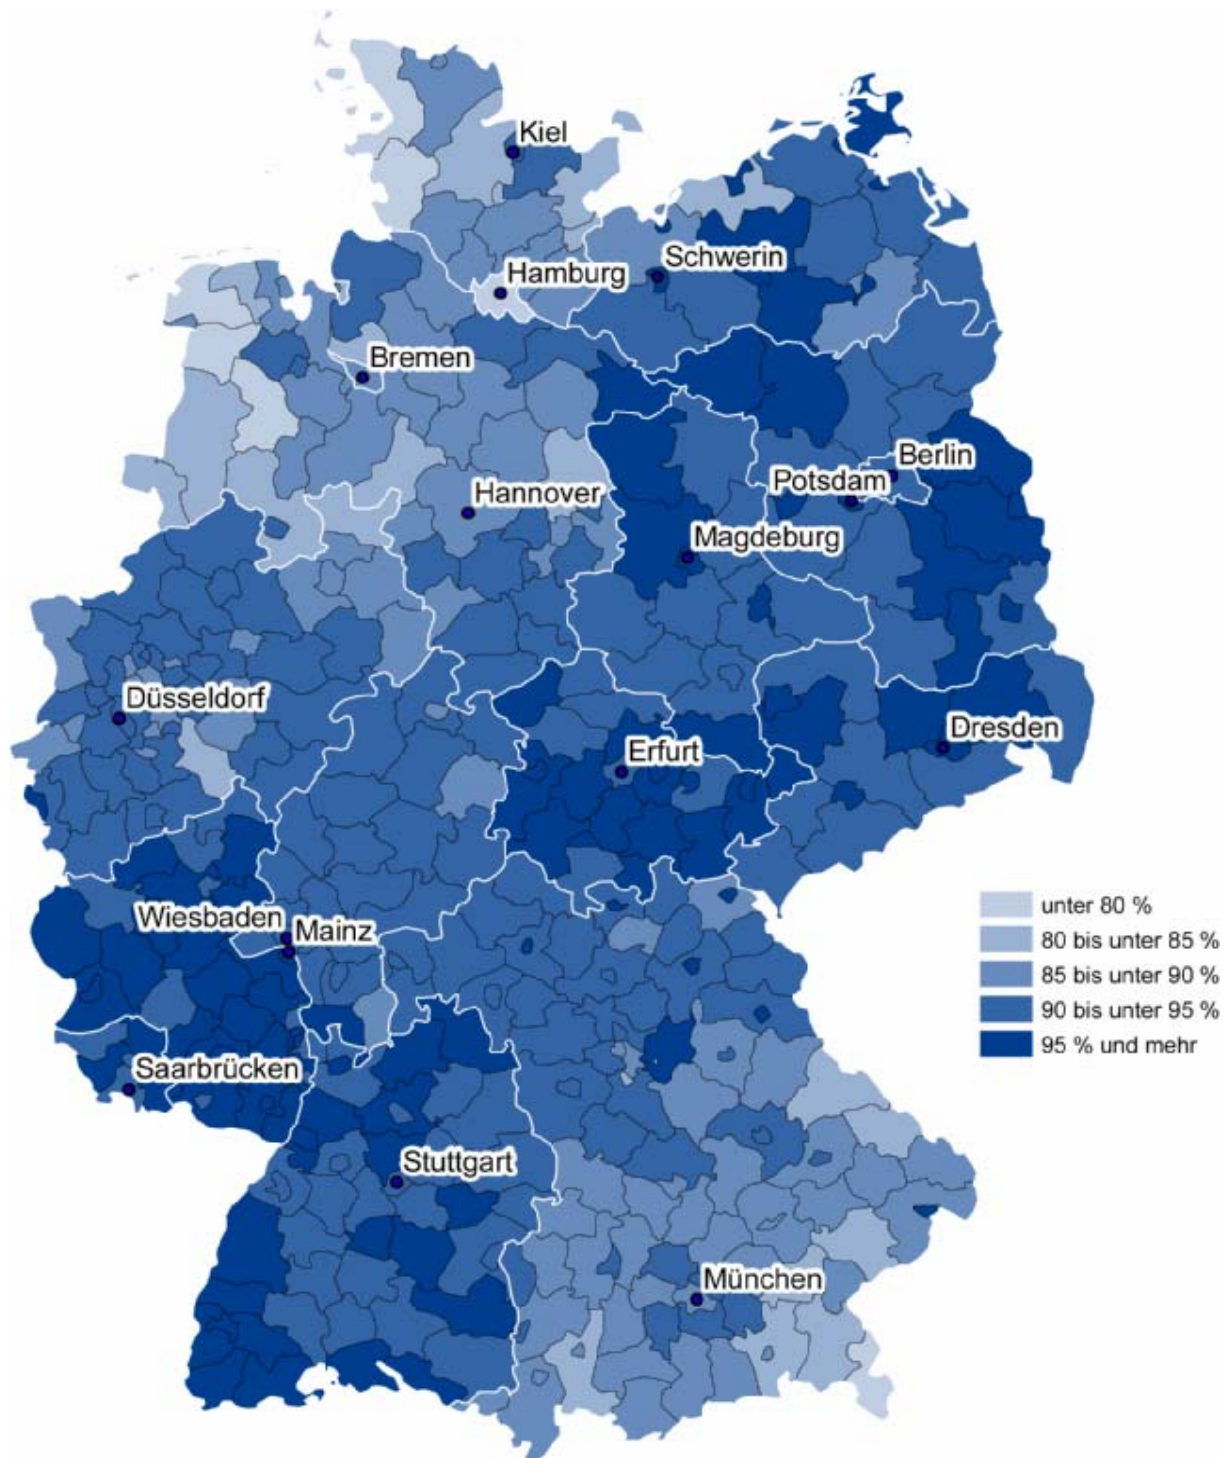 Kiel
Schwerin
Hamburg
Bremen
Berlin
Potsdam
Hannover
Magdeburg
Düsseldorf
Dresden
Erfurt
Wiesbaden
Mainz
unter 80 %
80 bis unter 85 %
85 bis unter 90 %
90 bis unter 95 %
95 % und mehr
Saarbrücken
Stuttgart
München